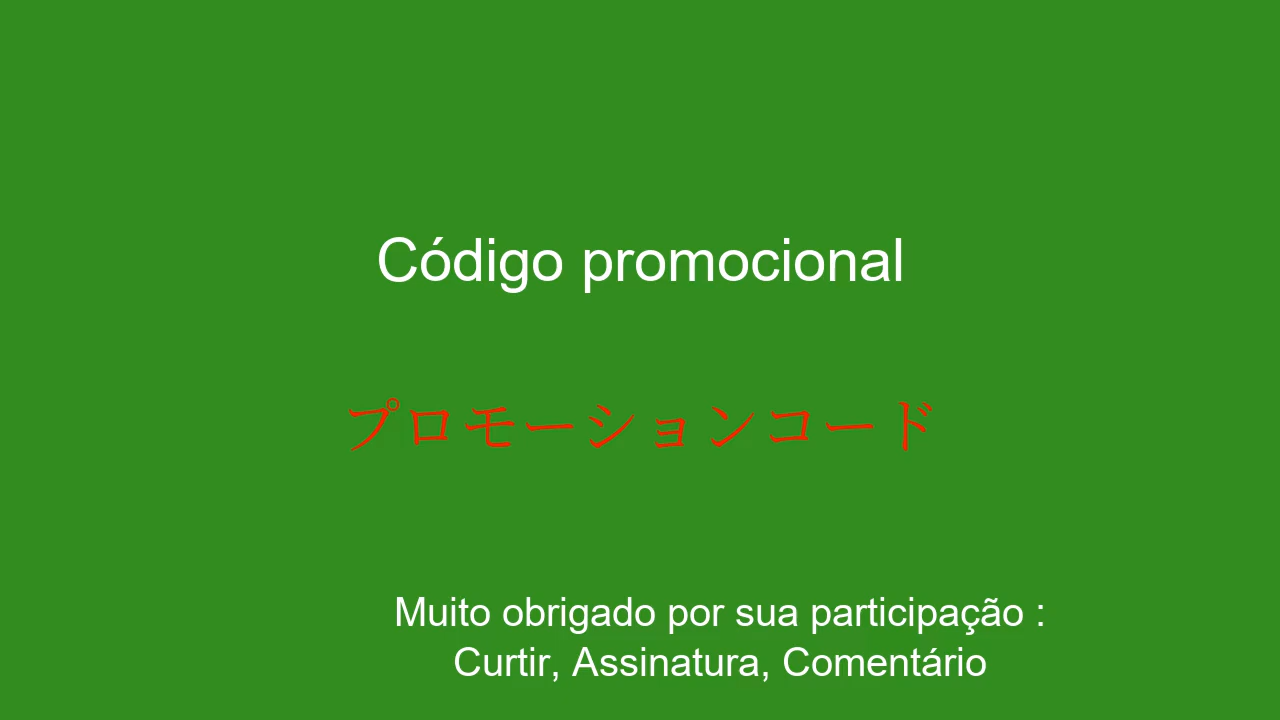 Código promocional
プロモーションコード
Muito obrigado por sua participação :
Curtir, Assinatura, Comentário